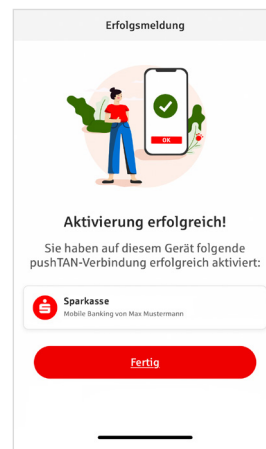 Erfolgsmeldung
OK
Aktivierung erfolgreich!
Sie haben auf diesem Gerät folgende
pushTAN-Verbindung erfolgreich aktiviert:
Sparkasse
Mobile Banking von Max Mustermann
Fertig